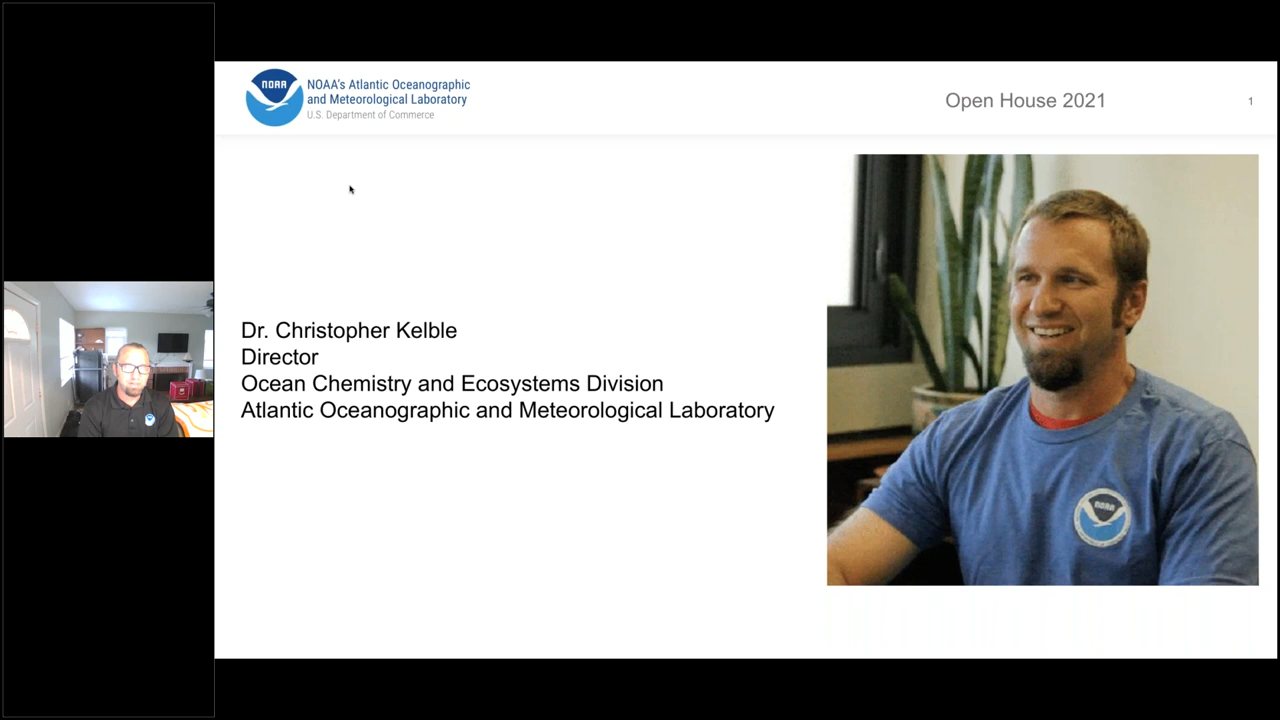 NOAA
NOAA's Atlantic Oceanographic
and Meteorological Laboratory
U.S. Department of Commerce
Open House 2021
1
Dr. Christopher Kelble
Director
Ocean Chemistry and Ecosystems Division
Atlantic Oceanographic and Meteorological Laboratory
NOAA